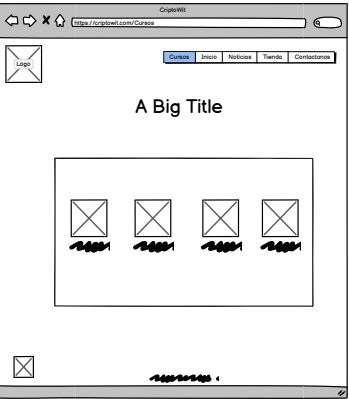 CriptoWit
https://criptowit.com/Cursos
Logo
Cursos Inicio Noticias Tienda Contactanos
A Big Title